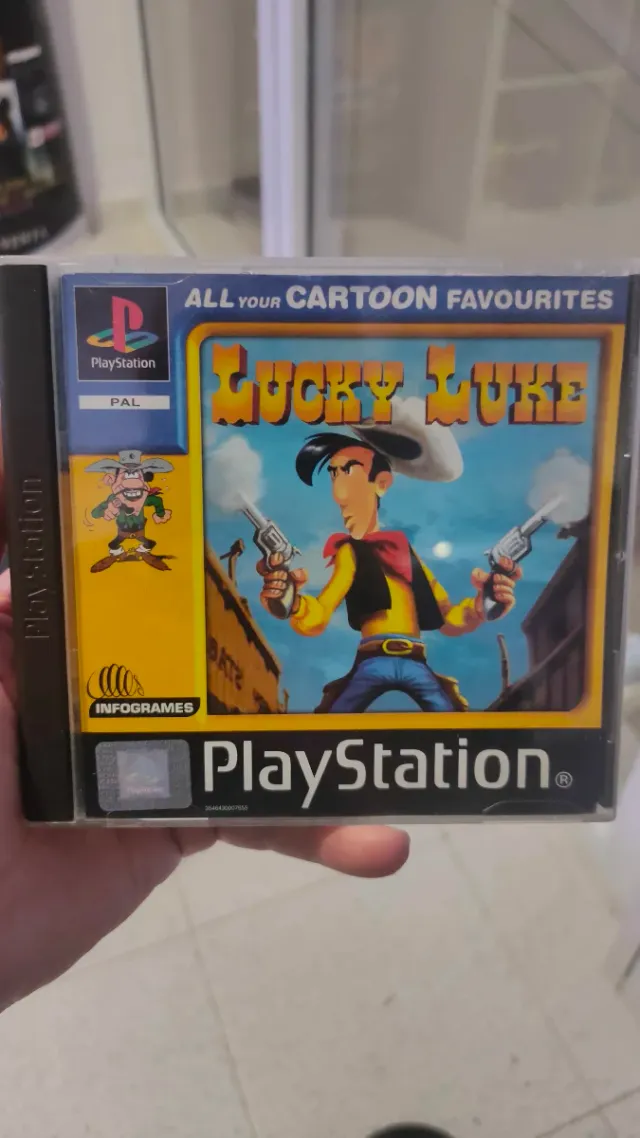 ALL YOUR CARTOON FAVOURITES
PlayStation
PAL
LUCKY LUKE
PlayStation
INFOGRAMES
PlayStation®